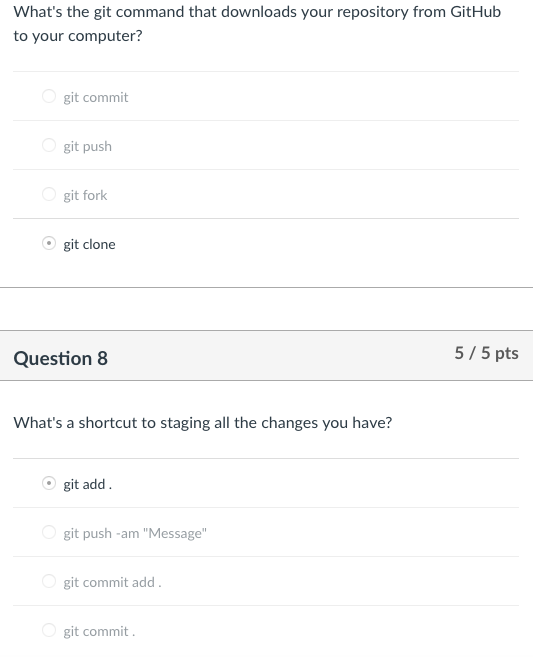 What's the git command that downloads your repository from GitHub
to your computer?
git commit
git push
git fork
git clone
Question 8
5 / 5 pts
What's a shortcut to staging all the changes you have?
git add .
git push -am "Message"
git commit add .
git commit .